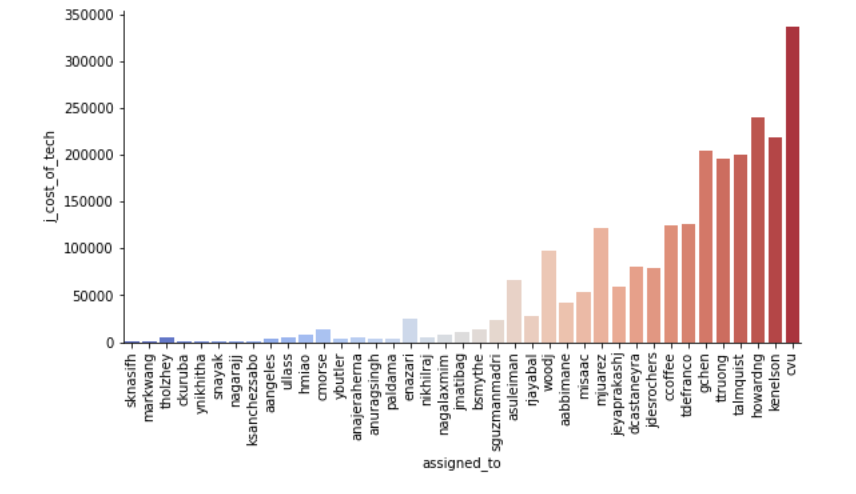 350000
300000
250000
200000
150000
100000
50000
0
j_cost_of_tech
sknasifh
markwang
tholzhey
ckuruba
ynikhitha
snayak
nagarajj
ksanchezsabo
aangeles
ullass
hmiao
cmorse
ybutler
anajeraherna
anuragsingh
paldama
enazari
nikhilraj
nagalaxmim
jmatibag
bsmythe
sguzmanmadri
asuleiman
rjayabal
woodj
aabbimane
misaac
mjuarez
jeyaprakashj
dcastaneyra
jdesrochers
ccoffee
tdefranco
gchen
ttruong
talmquist
howardng
kenelson
cvu
assigned_to